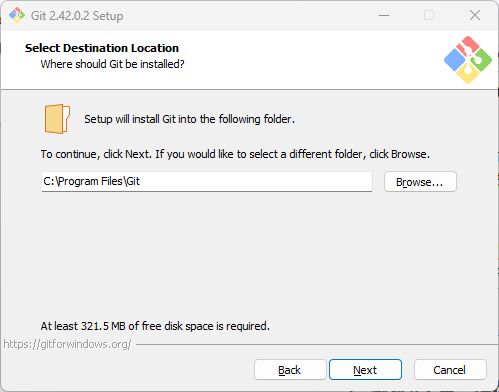 Git 2.42.0.2 Setup
Select Destination Location
Where should Git be installed?
Setup will install Git into the following folder.
To continue, click Next. If you would like to select a different folder, click Browse.
C:\Program Files\Git
Browse...
At least 321.5 MB of free disk space is required.
https://gitforwindows.org/
Back
Next
Cancel